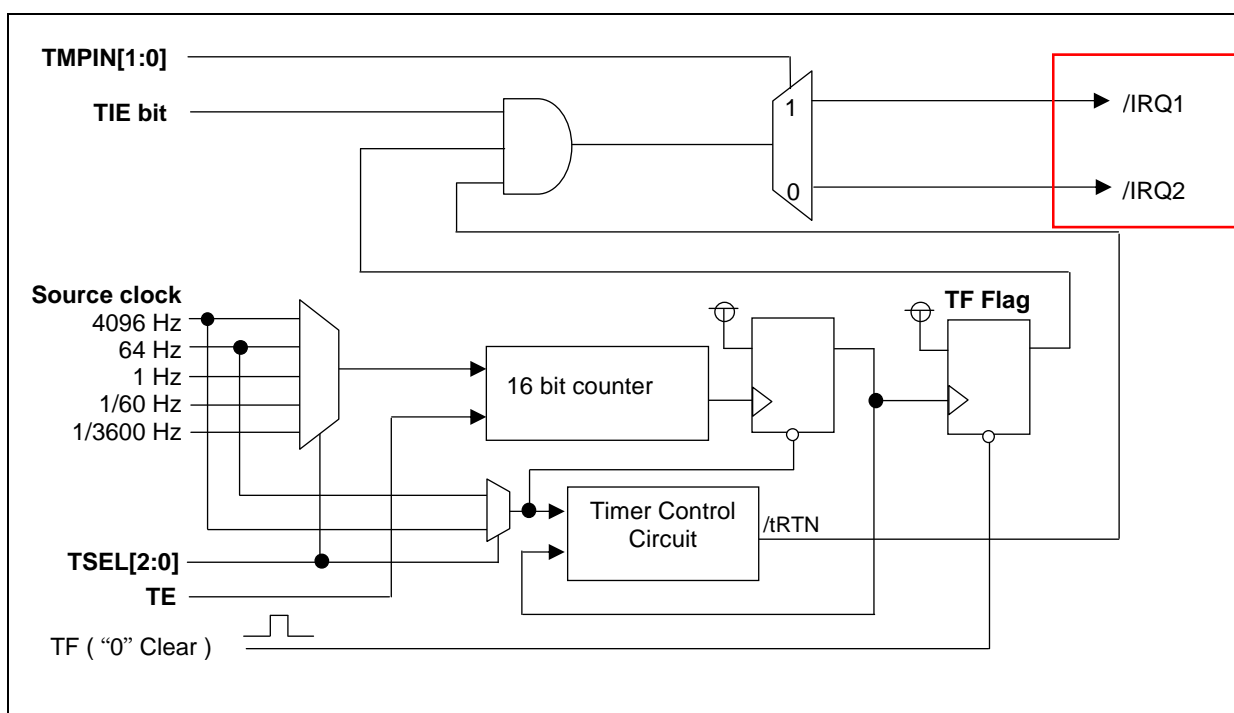 TMPIN[1:0]
TIE bit
1
0
/IRQ1
/IRQ2
Source clock
4096 Hz
64 Hz
1 Hz
1/60 Hz
1/3600 Hz
16 bit counter
TF Flag
Timer Control
Circuit
/tRTN
TSEL[2:0]
TE
TF ( “0” Clear )